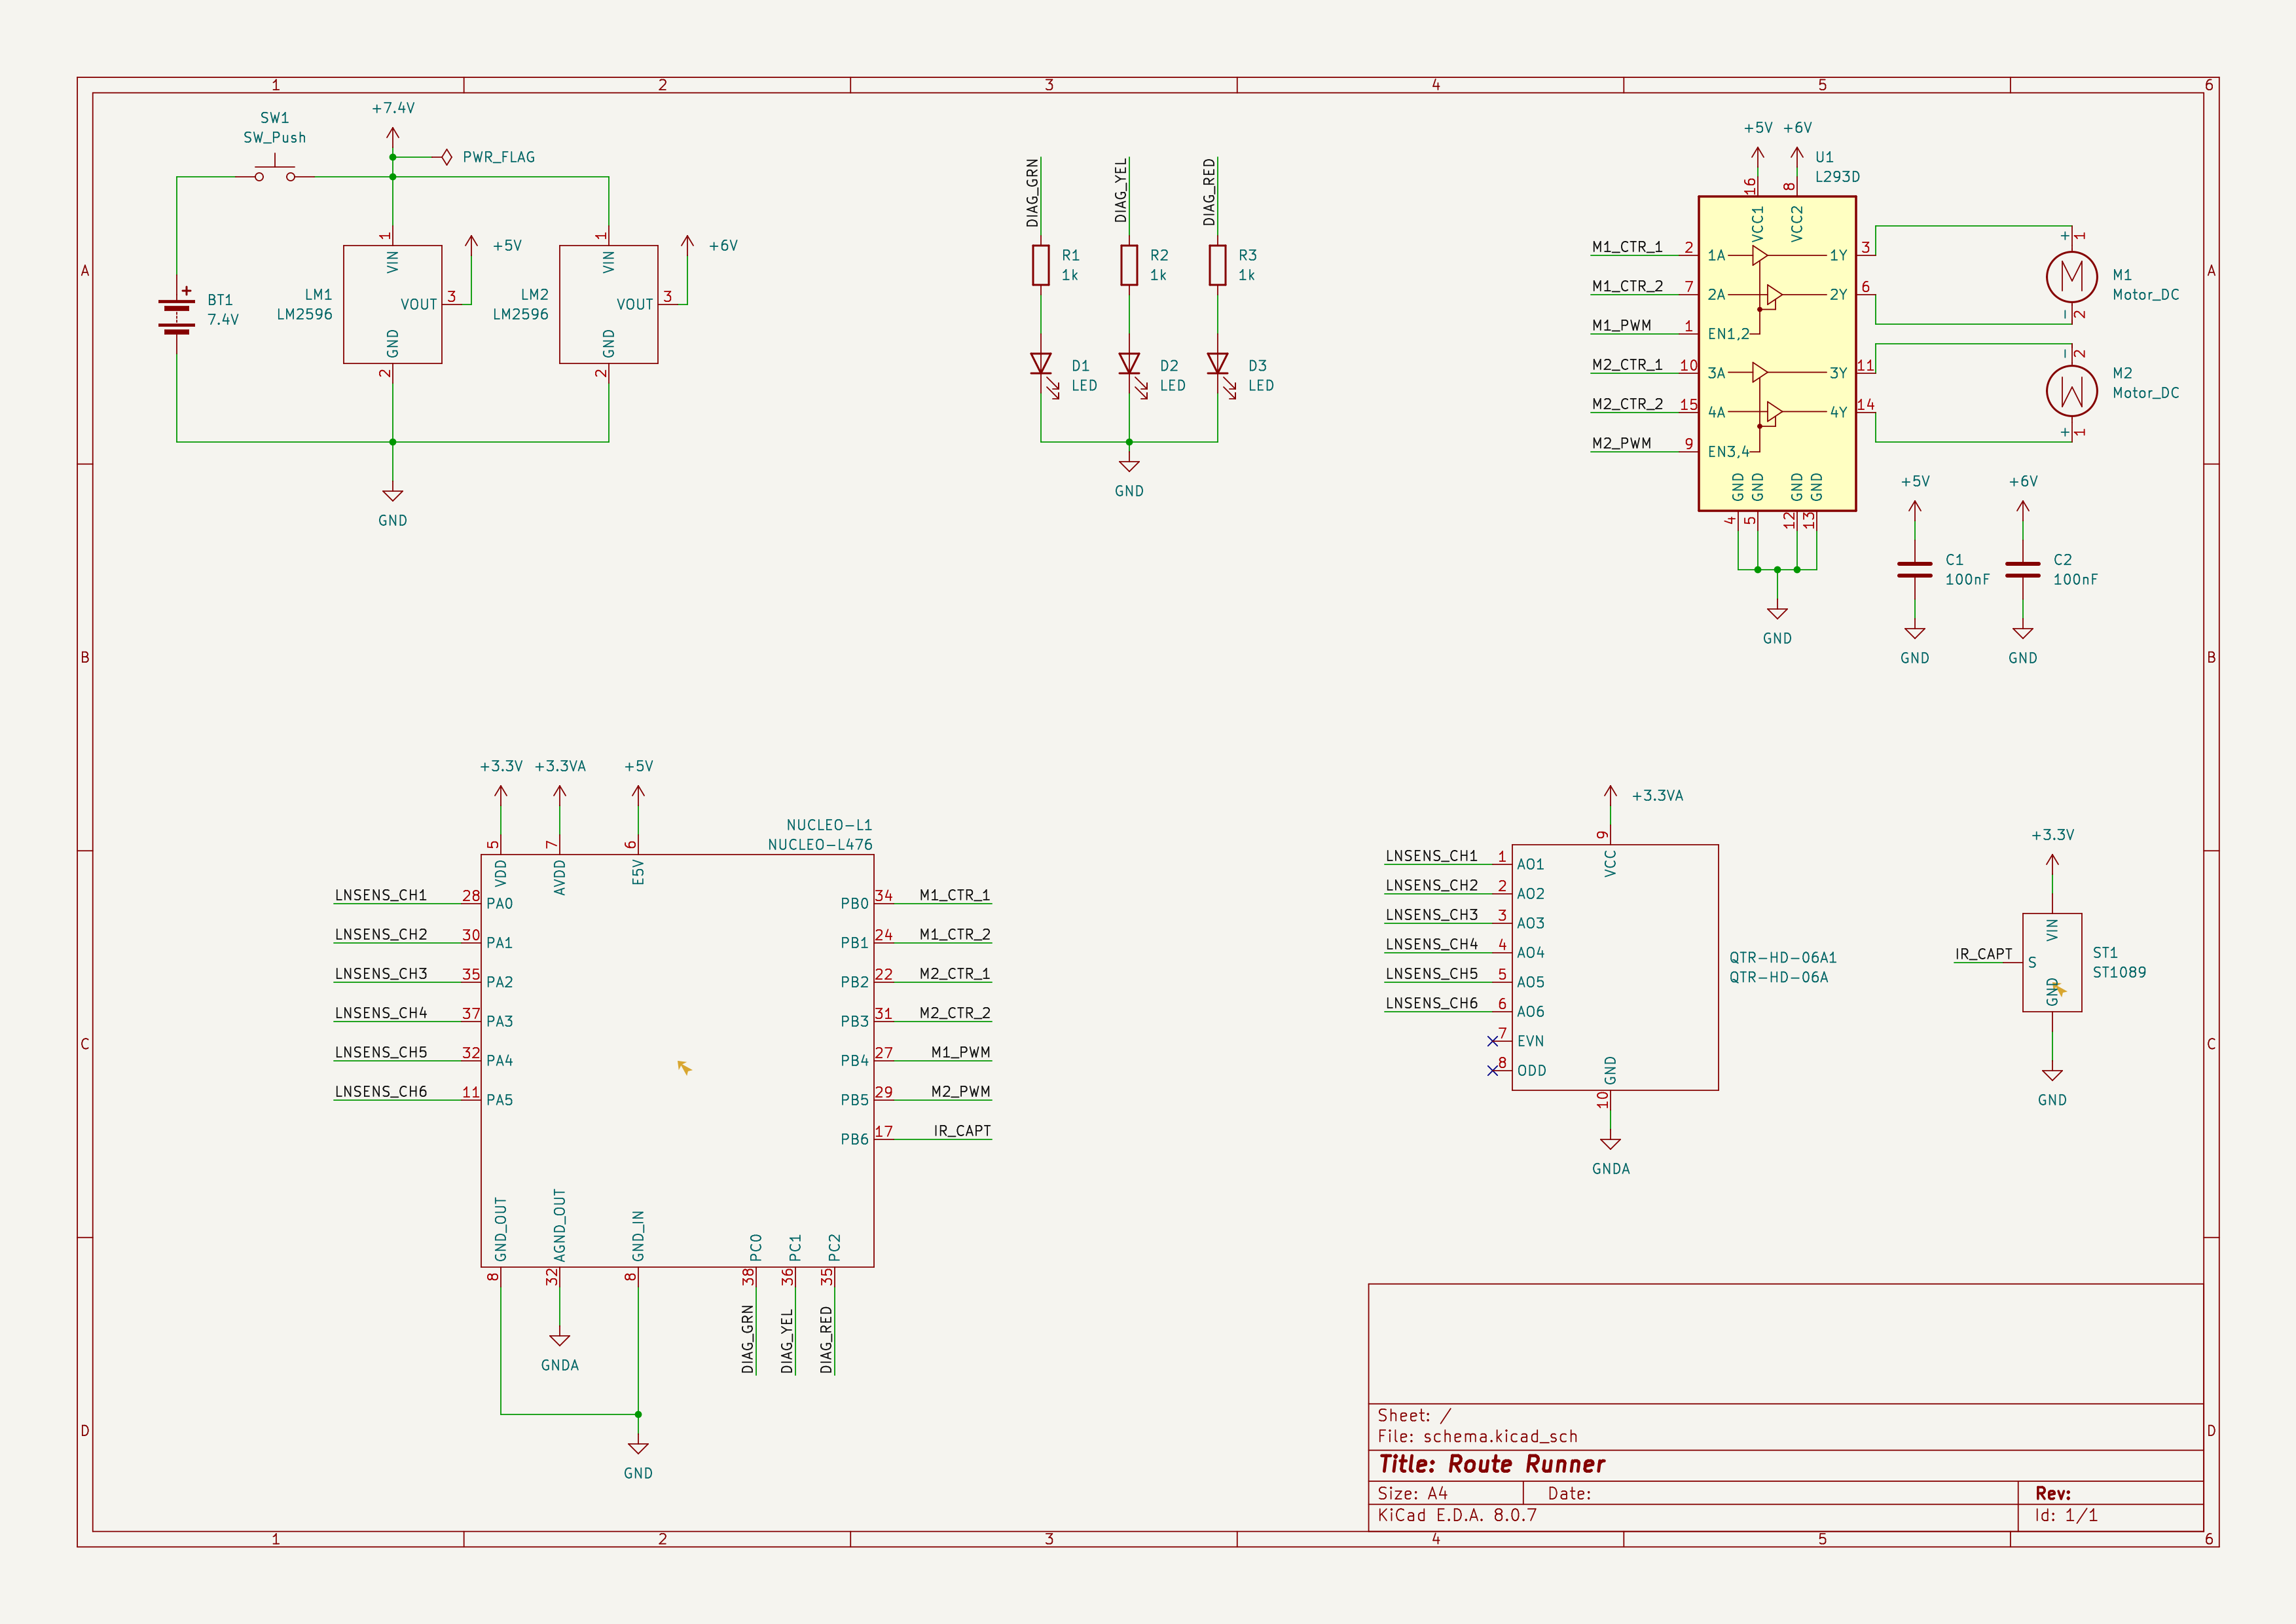 1 2 3 4 5 6
A
B
C
D
A
B
C
D
SW1
SW_Push
+7.4V
PWR_FLAG
BT1
7.4V
+
LM1
LM2596
1
VIN
VOUT
3
+5V
GND
2
LM2
LM2596
1
VIN
VOUT
3
+6V
GND
2
GND
DIAG_GRN
DIAG_YEL
DIAG_RED
R1
1k
R2
1k
R3
1k
D1
LED
D2
LED
D3
LED
GND
+5V +6V
U1
L293D
16
8
VCC1
VCC2
M1_CTR_1 2 1A 1Y 3
M1_CTR_2 7 2A 2Y 6
M1_PWM 1 EN1,2
M2_CTR_1 10 3A 3Y 11
M2_CTR_2 15 4A 4Y 14
M2_PWM 9 EN3,4
GND GND GND GND
4 5 12 13
GND
+ 1
M
M1
Motor_DC
- 2
- 2
M
M2
Motor_DC
+ 1
+5V
C1
100nF
GND
+6V
C2
100nF
GND
+3.3V +3.3VA +5V
NUCLEO-L1
NUCLEO-L476
5 7 6
VDD AVDD E5V
LNSENS_CH1 28 PA0
LNSENS_CH2 30 PA1
LNSENS_CH3 35 PA2
LNSENS_CH4 37 PA3
LNSENS_CH5 32 PA4
LNSENS_CH6 11 PA5
PB0 34 M1_CTR_1
PB1 24 M1_CTR_2
PB2 22 M2_CTR_1
PB3 31 M2_CTR_2
PB4 27 M1_PWM
PB5 29 M2_PWM
PB6 17 IR_CAPT
GND_OUT AGND_OUT GND_IN PC0 PC1 PC2
8 32 8 38 36 35
DIAG_GRN DIAG_YEL DIAG_RED
GNDA
GND
+3.3VA
9
VCC
LNSENS_CH1 1 AO1
LNSENS_CH2 2 AO2
LNSENS_CH3 3 AO3
LNSENS_CH4 4 AO4
LNSENS_CH5 5 AO5
LNSENS_CH6 6 AO6
7 EVN
8 ODD
QTR-HD-06A1
QTR-HD-06A
GND
10
GNDA
+3.3V
VIN
IR_CAPT S
ST1
ST1089
GND
GND
Sheet: /
File: schema.kicad_sch
Title: Route Runner
Size: A4 Date: Rev:
KiCad E.D.A. 8.0.7 Id: 1/1
1 2 3 4 5 6